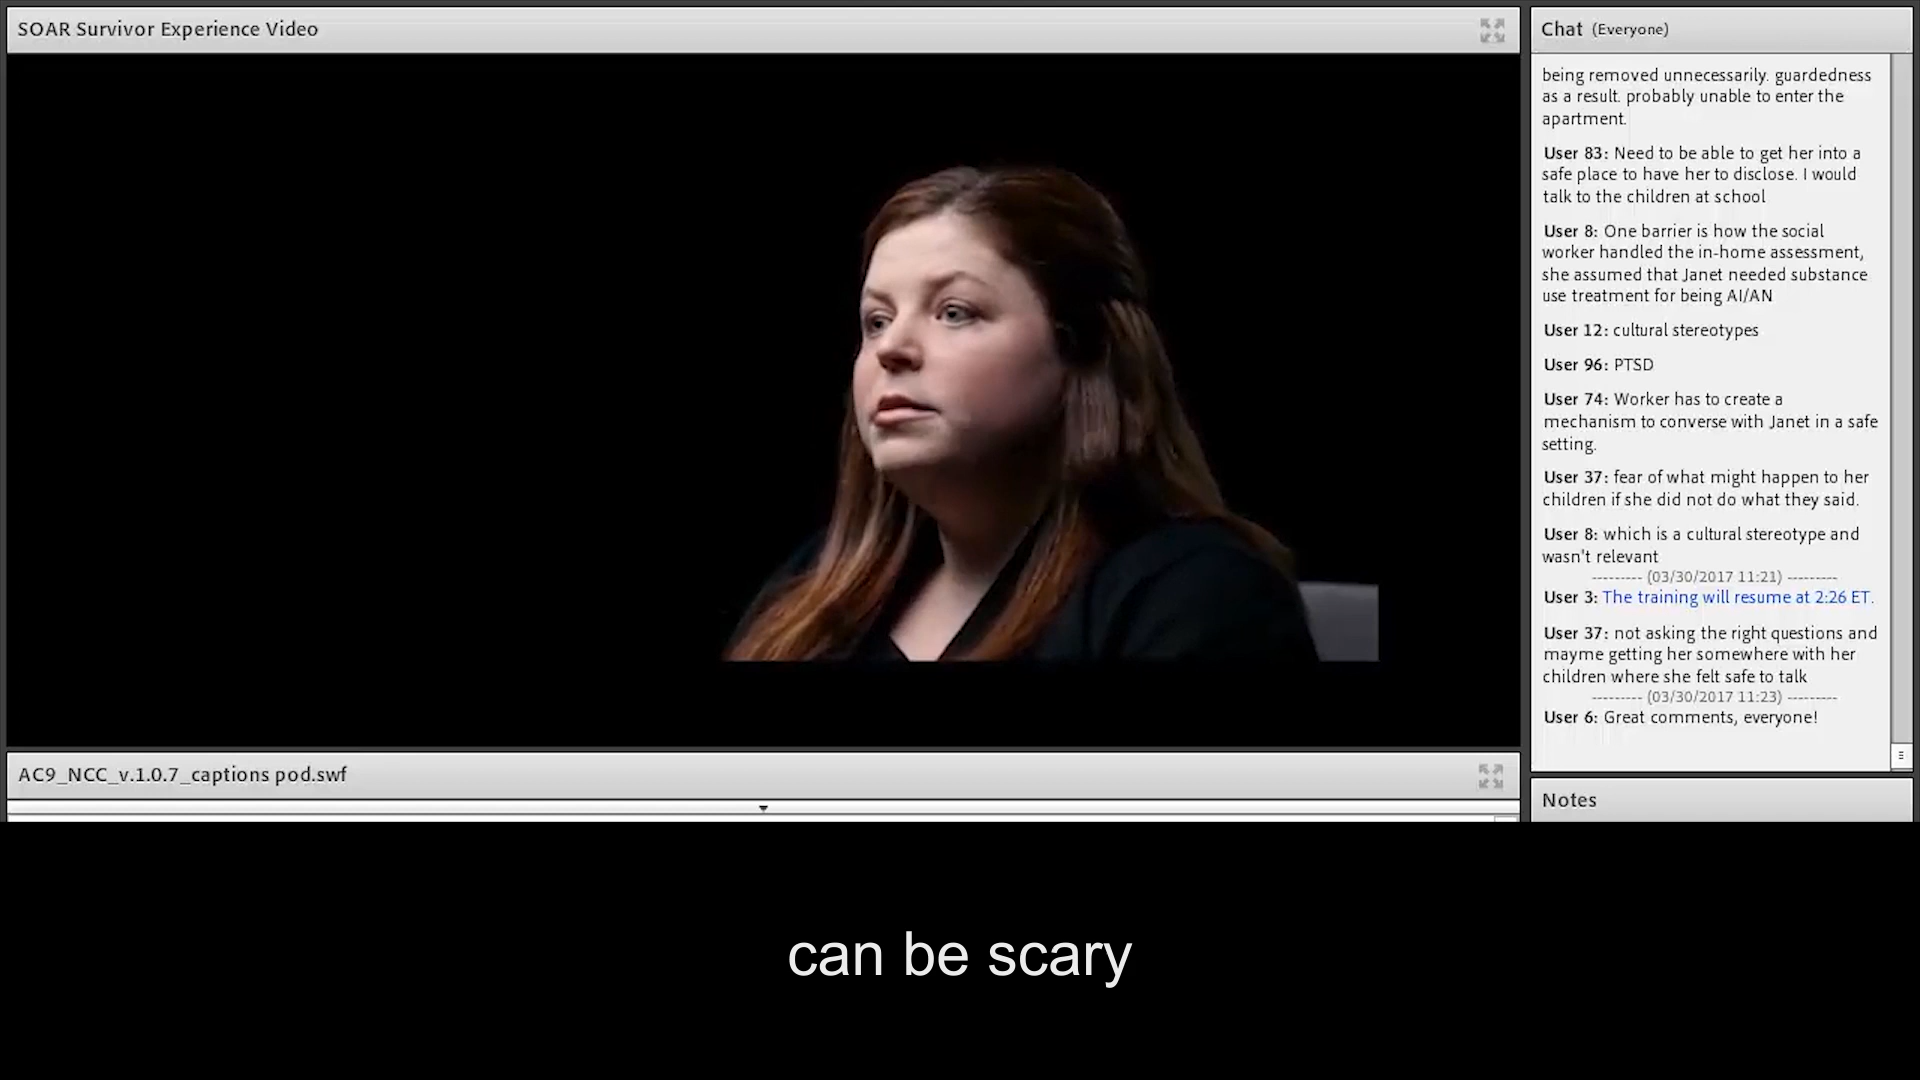 SOAR Survivor Experience Video
Chat (Everyone)
being removed unnecessarily. guardedness
as a result. probably unable to enter the
apartment.
User 83: Need to be able to get her into a
safe place to have her to disclose. I would
talk to the children at school
User 8: One barrier is how the social
worker handled the in-home assessment,
she assumed that Janet needed substance
use treatment for being AI/AN
User 12: cultural stereotypes
User 96: PTSD
User 74: Worker has to create a
mechanism to converse with Janet in a safe
setting.
User 37: fear of what might happen to her
children if she did not do what they said.
User 8: which is a cultural stereotype and
wasn't relevant
--------- (03/30/2017 11:21) ---------
User 3: The training will resume at 2:26 ET.
User 37: not asking the right questions and
mayme getting her somewhere with her
children where she felt safe to talk
--------- (03/30/2017 11:23) ---------
User 6: Great comments, everyone!
AC9_NCC_v.1.0.7_captions pod.swf
Notes
can be scary